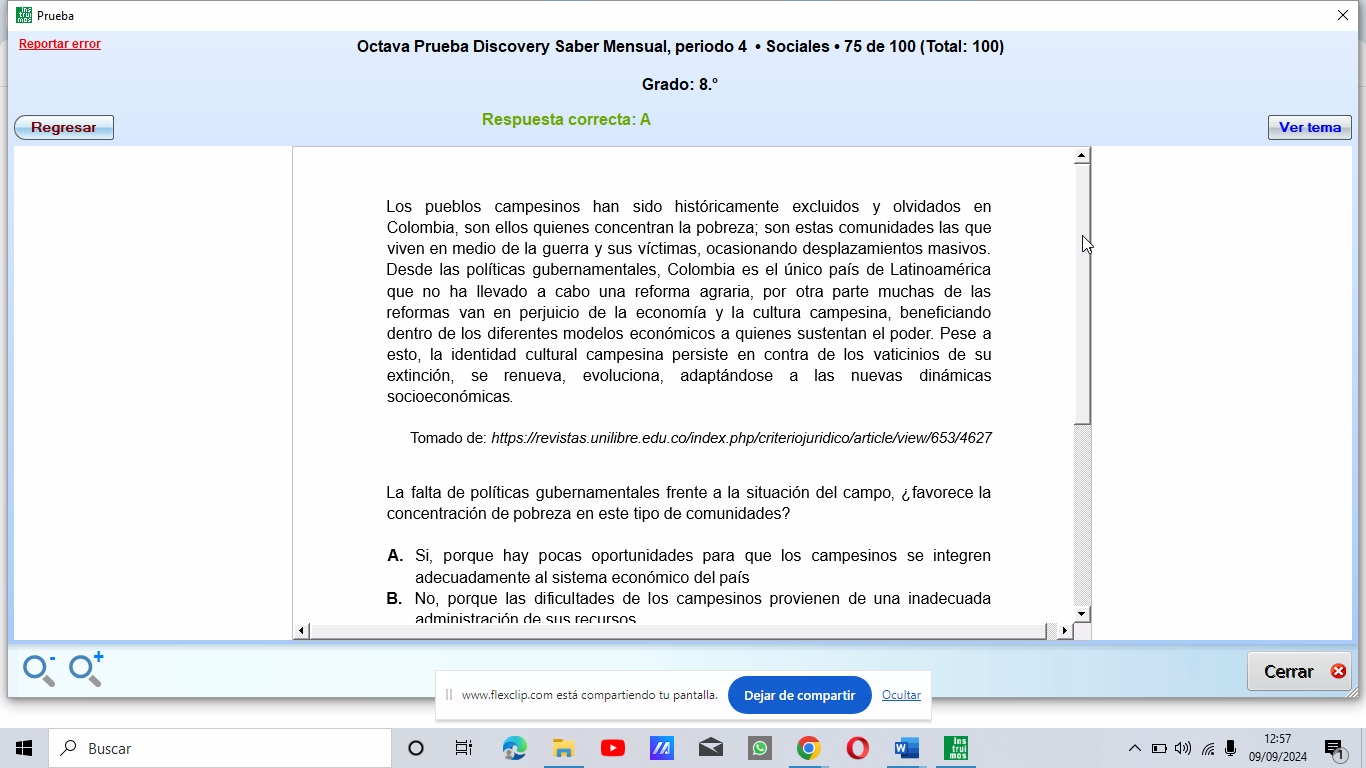 Prueba
Reportar error
Octava Prueba Discovery Saber Mensual, periodo 4 • Sociales • 75 de 100 (Total: 100)
Grado: 8.°
Respuesta correcta: A
Regresar
Ver tema
Los pueblos campesinos han sido históricamente excluidos y olvidados en
Colombia, son ellos quienes concentran la pobreza; son estas comunidades las que
viven en medio de la guerra y sus víctimas, ocasionando desplazamientos masivos.
Desde las políticas gubernamentales, Colombia es el único país de Latinoamérica
que no ha llevado a cabo una reforma agraria, por otra parte muchas de las
reformas van en perjuicio de la economía y la cultura campesina, beneficiando
dentro de los diferentes modelos económicos a quienes sustentan el poder. Pese a
esto, la identidad cultural campesina persiste en contra de los vaticinios de su
extinción, se renueva, evoluciona, adaptándose a las nuevas dinámicas
socioeconómicas.
Tomado de: https://revistas.unilibre.edu.co/index.php/criteriojuridico/article/view/653/4627
La falta de políticas gubernamentales frente a la situación del campo, ¿favorece la
concentración de pobreza en este tipo de comunidades?
A. Si, porque hay pocas oportunidades para que los campesinos se integren
adecuadamente al sistema económico del país
B. No, porque las dificultades de los campesinos provienen de una inadecuada
administración de sus recursos
Cerrar
www.flexclip.com está compartiendo tu pantalla.
Dejar de compartir
Ocultar
Buscar
Ins
trui
mos
12:57
09/09/2024
1